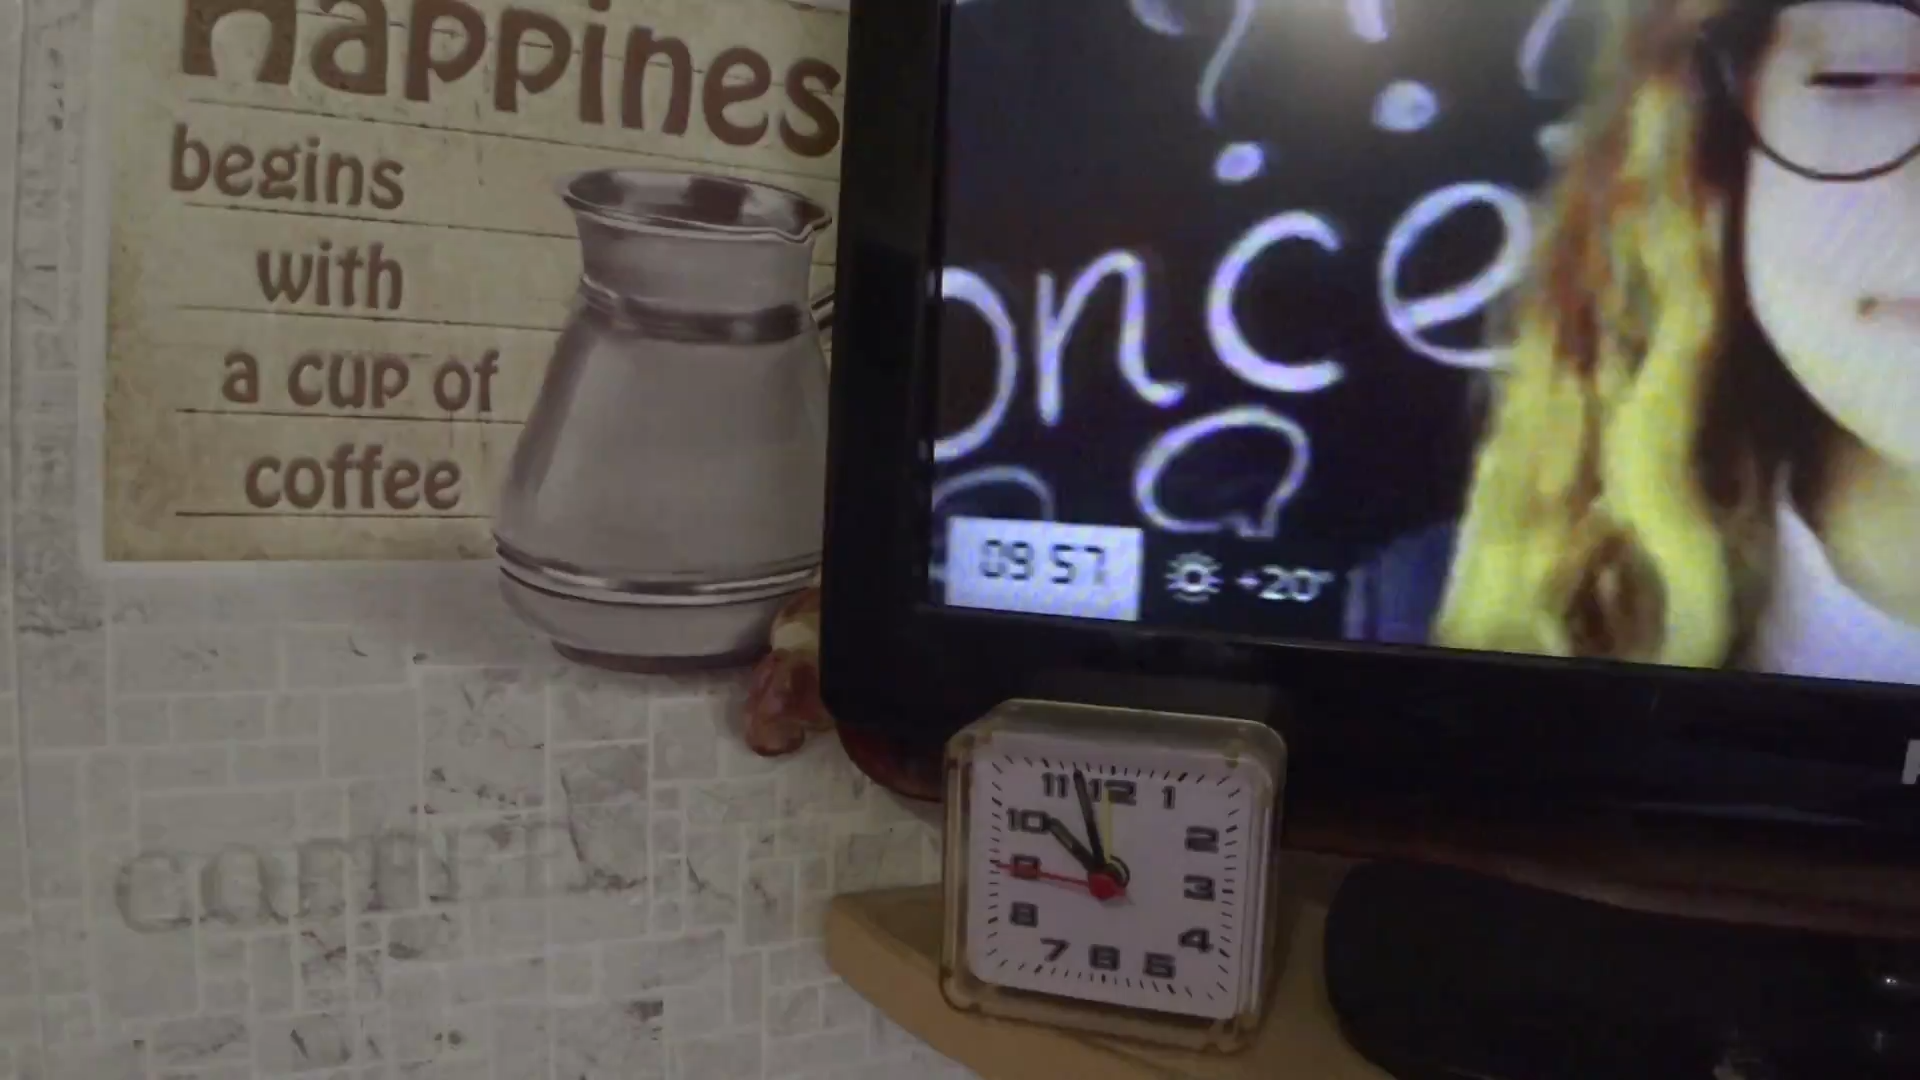 Happines
begins
with
a cup of
coffee
once
09 57
+20°
11 12 1
10 2
9 3
8 4
7 6 5